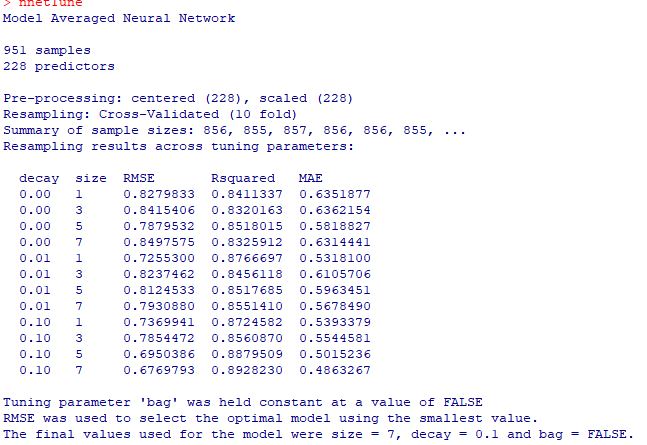 > nnetTune
Model Averaged Neural Network
951 samples
228 predictors
Pre-processing: centered (228), scaled (228)
Resampling: Cross-Validated (10 fold)
Summary of sample sizes: 856, 855, 857, 856, 856, 855, ...
Resampling results across tuning parameters:
decay size RMSE Rsquared MAE
0.00 1 0.8279833 0.8411337 0.6351877
0.00 3 0.8415406 0.8320163 0.6362154
0.00 5 0.7879532 0.8518015 0.5818827
0.00 7 0.8497575 0.8325912 0.6314441
0.01 1 0.7255300 0.8766697 0.5318100
0.01 3 0.8237462 0.8456118 0.6105706
0.01 5 0.8124533 0.8517685 0.5963451
0.01 7 0.7930880 0.8551410 0.5678490
0.10 1 0.7369941 0.8724582 0.5393379
0.10 3 0.7854472 0.8560870 0.5544581
0.10 5 0.6950386 0.8879509 0.5015236
0.10 7 0.6769793 0.8928230 0.4863267
Tuning parameter 'bag' was held constant at a value of FALSE
RMSE was used to select the optimal model using the smallest value.
The final values used for the model were size = 7, decay = 0.1 and bag = FALSE.